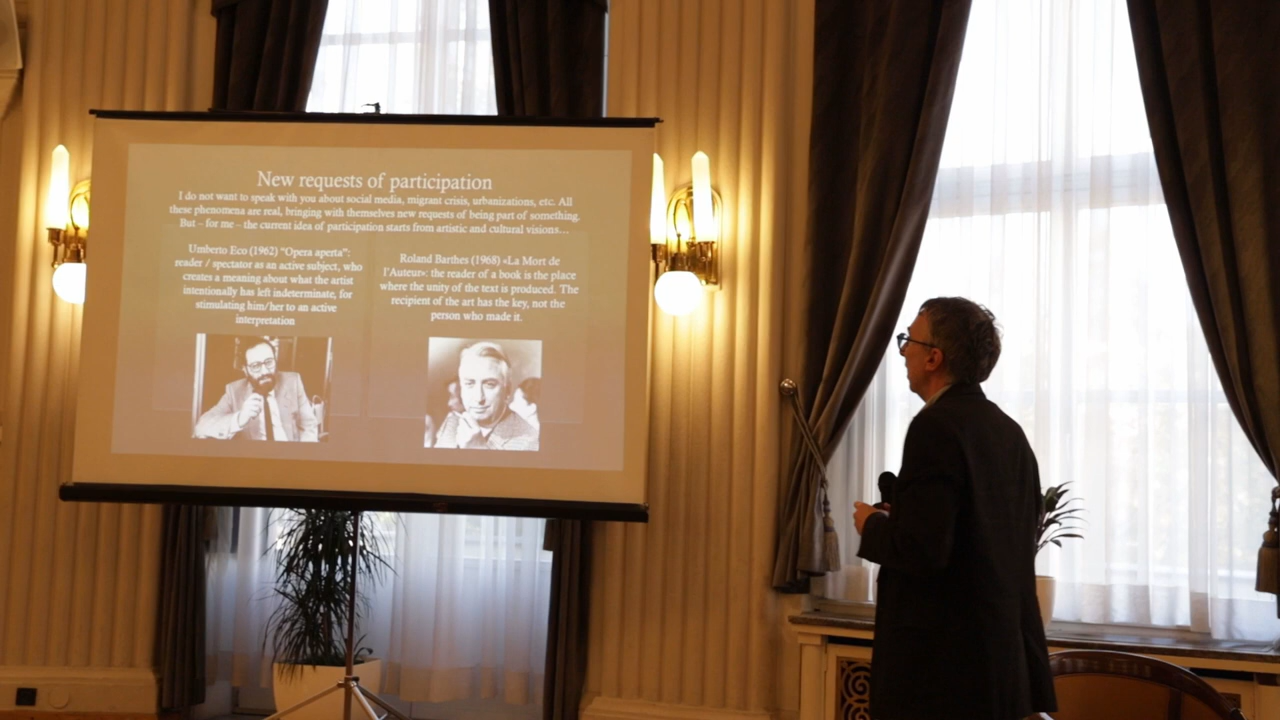 New requests of participation
I do not want to speak with you about social media, migrant crisis, urbanizations, etc. All
these phenomena are real, bringing with themselves new requests of being part of something.
But – for me – the current idea of participation starts from artistic and cultural visions…
Umberto Eco (1962) “Opera aperta”:
reader / spectator as an active subject, who
creates a meaning about what the artist
intentionally has left indeterminate, for
stimulating him/her to an active
interpretation
Roland Barthes (1968) «La Mort de
l’Auteur»: the reader of a book is the place
where the unity of the text is produced. The
recipient of the art has the key, not the
person who made it.